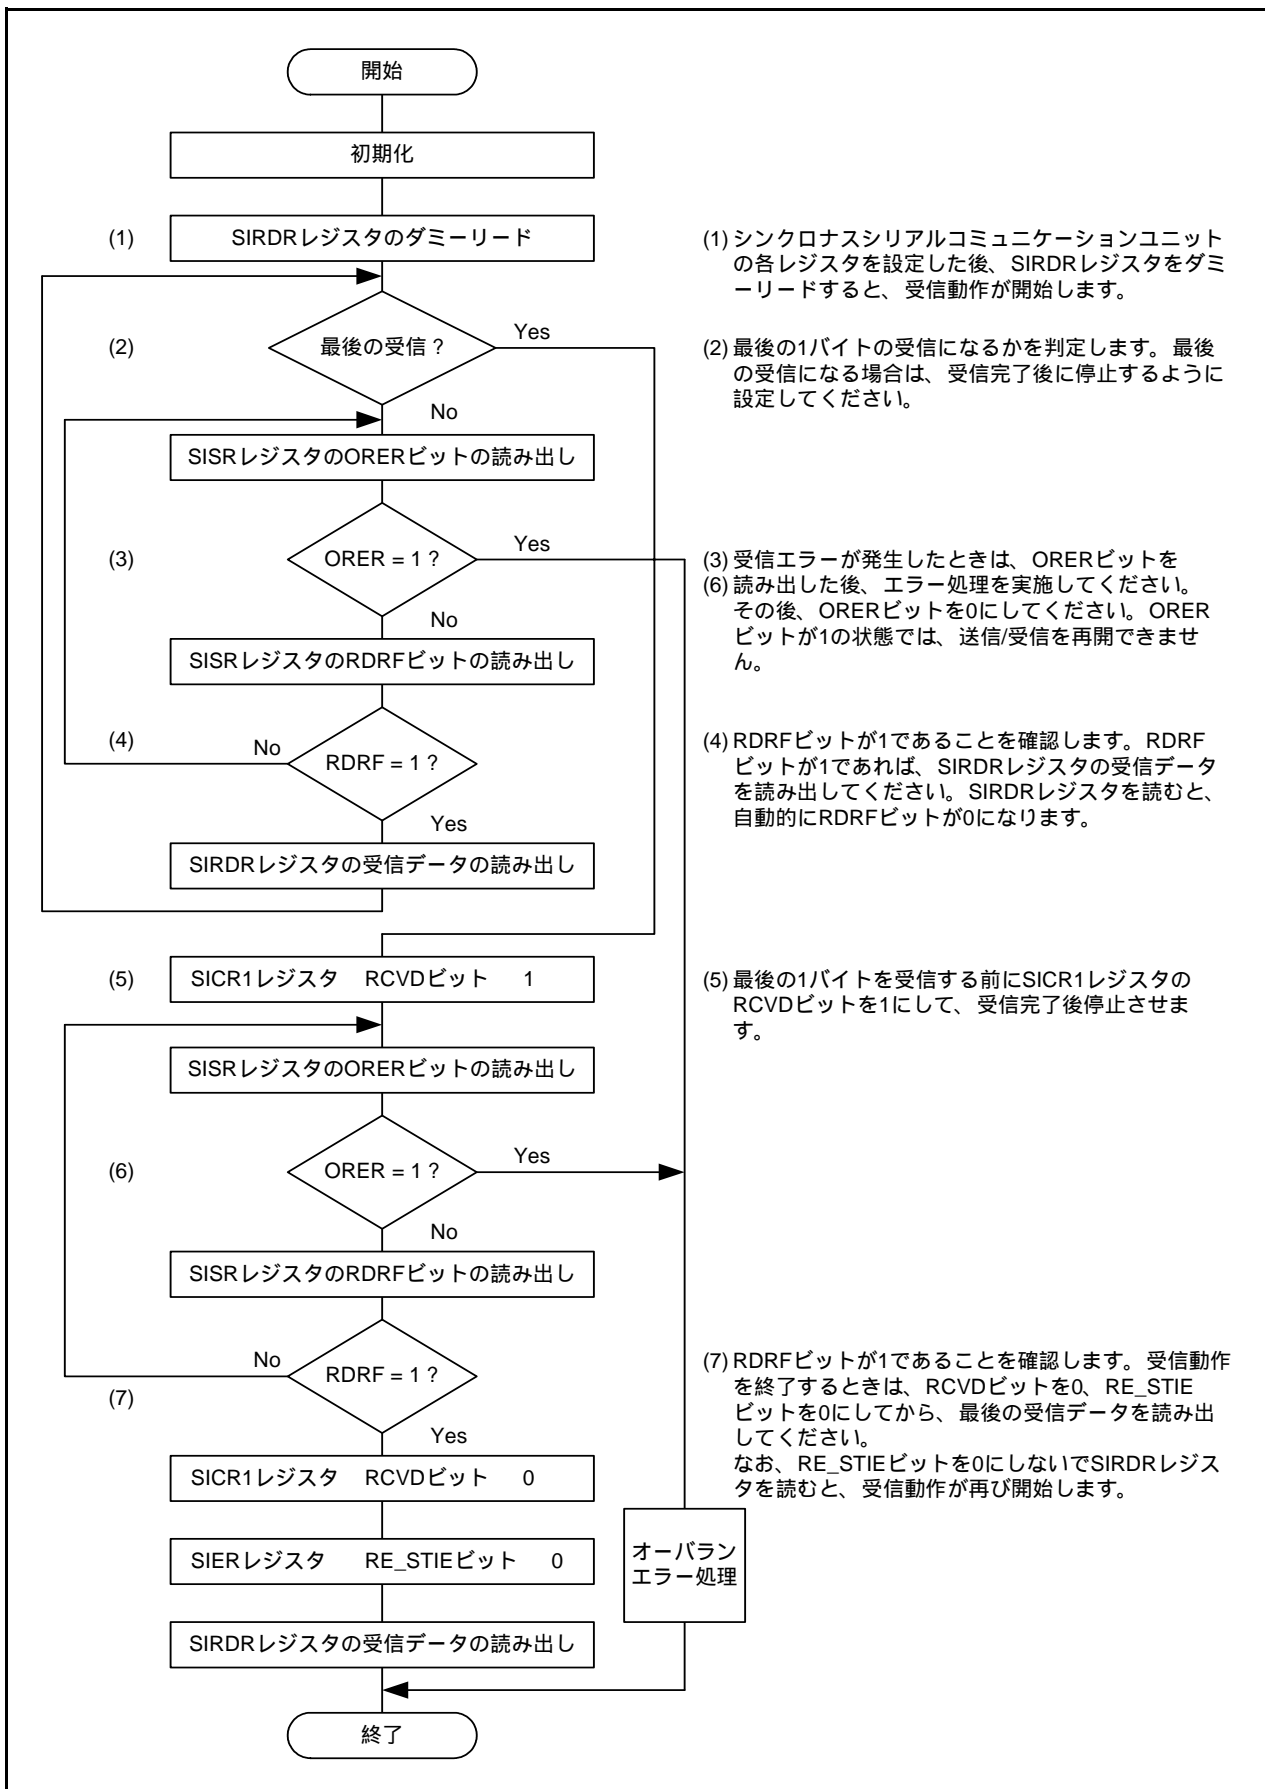 開始
初期化
(1)
SIRDRレジスタのダミーリード
(1) シンクロナスシリアルコミュニケーションユニット
の各レジスタを設定した後、SIRDRレジスタをダミ
ーリードすると、受信動作が開始します。
(2)
最後の受信？
Yes
No
(2) 最後の1バイトの受信になるかを判定します。最後
の受信になる場合は、受信完了後に停止するように
設定してください。
SISRレジスタのORERビットの読み出し
(3)
ORER = 1？
Yes
No
(3) 受信エラーが発生したときは、ORERビットを
(6) 読み出した後、エラー処理を実施してください。
その後、ORERビットを0にしてください。ORER
ビットが1の状態では、送信/受信を再開できませ
ん。
SISRレジスタのRDRFビットの読み出し
(4)
No
RDRF = 1？
Yes
(4) RDRFビットが1であることを確認します。RDRF
ビットが1であれば、SIRDRレジスタの受信データ
を読み出してください。SIRDRレジスタを読むと、
自動的にRDRFビットが0になります。
SIRDRレジスタの受信データの読み出し
(5)
SICR1レジスタ RCVDビット 1
(5) 最後の1バイトを受信する前にSICR1レジスタの
RCVDビットを1にして、受信完了後停止させま
す。
SISRレジスタのORERビットの読み出し
(6)
ORER = 1？
Yes
No
SISRレジスタのRDRFビットの読み出し
No
RDRF = 1？
(7)
Yes
(7) RDRFビットが1であることを確認します。受信動作
を終了するときは、RCVDビットを0、RE_STIE
ビットを0にしてから、最後の受信データを読み出
してください。
なお、RE_STIEビットを0にしないでSIRDRレジス
タを読むと、受信動作が再び開始します。
SICR1レジスタ RCVDビット 0
SIERレジスタ RE_STIEビット 0
オーバラン
エラー処理
SIRDRレジスタの受信データの読み出し
終了